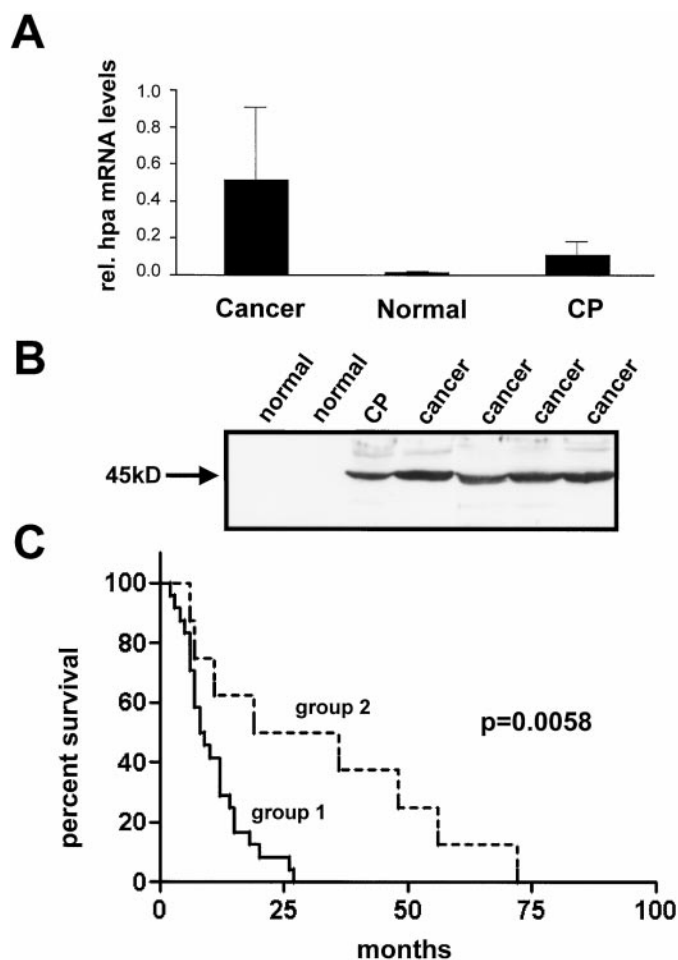 A
rel. hpa mRNA levels
1.0
0.8
0.6
0.4
0.2
0.0
Cancer Normal CP
B
normal normal CP cancer cancer cancer cancer
45kD
C
percent survival
100
80
60
40
20
0
group 2
p=0.0058
group 1
0 25 50 75 100
months